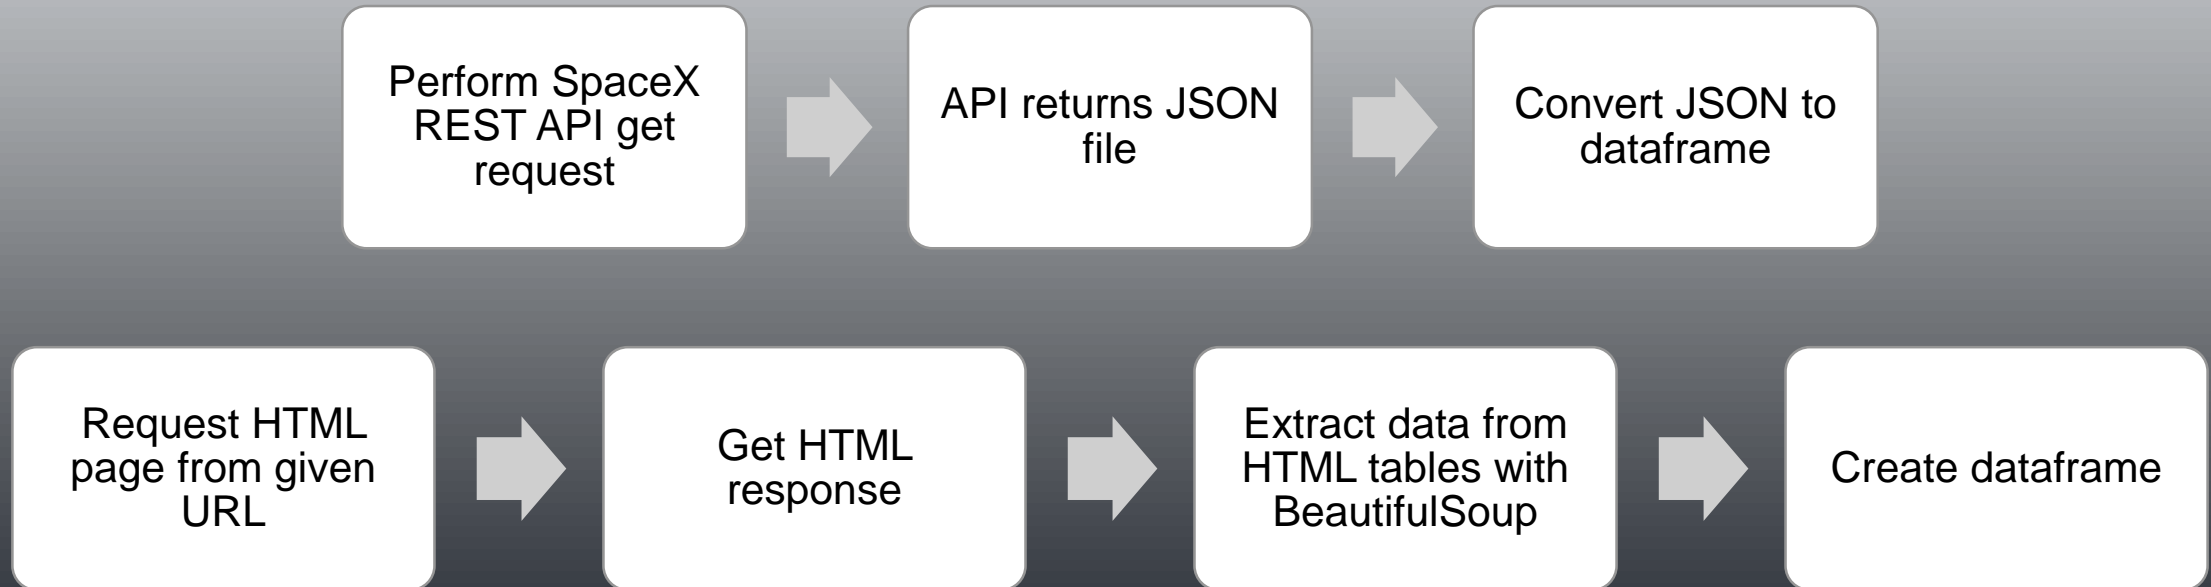 Perform SpaceX
REST API get
request
API returns JSON
file
Convert JSON to
dataframe
Request HTML
page from given
URL
Get HTML
response
Extract data from
HTML tables with
BeautifulSoup
Create dataframe